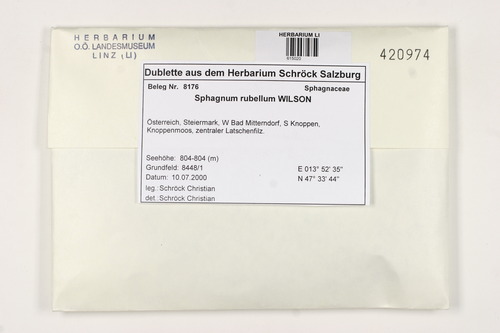 HERBARIUM
O.Ö. LANDESMUSEUM
LINZ (LI)
HERBARIUM LI
420974
Dublette aus dem Herbarium Schröck Salzburg
Beleg Nr. 8176 Sphagnaceae
Sphagnum rubellum WILSON
Österreich, Steiermark, W Bad Mitterndorf, S Knoppen,
Knoppenmoos, zentraler Latschenfilz.
Seehöhe: 804-804 (m)
Grundfeld: 8448/1 E 013° 52' 35"
Datum: 10.07.2000 N 47° 33' 44"
leg.: Schröck Christian
det.: Schröck Christian